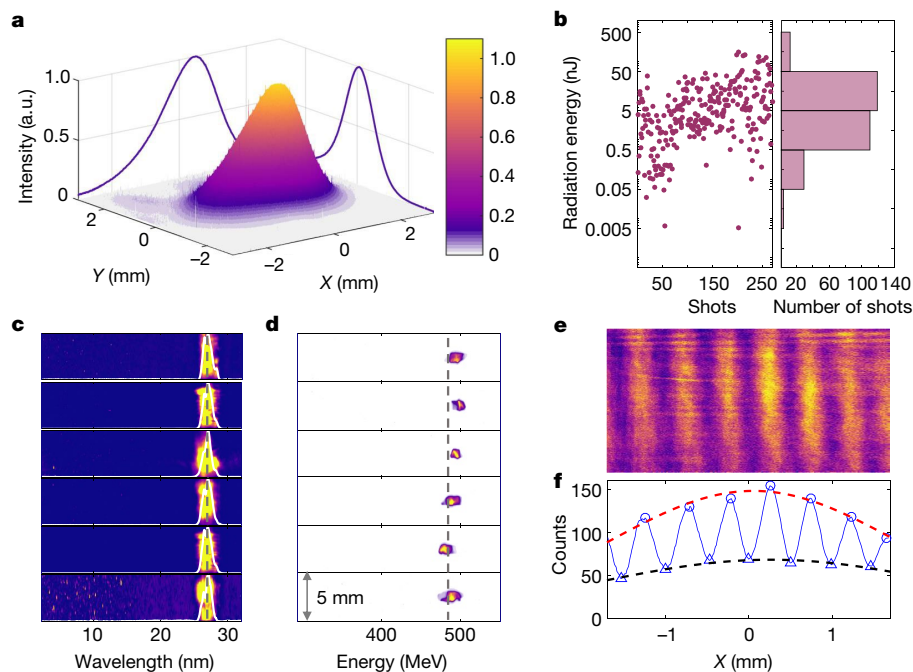 a
Intensity (a.u.)
1.0
0.5
0
2
0
−2
Y (mm)
−2
0
2
X (mm)
1.0
0.8
0.6
0.4
0.2
0
b
Radiation energy (nJ)
500
50
5
0.5
0.05
0.005
50
150
250
Shots
20
60
100
140
Number of shots
c
10
20
30
Wavelength (nm)
d
5 mm
400
500
Energy (MeV)
e
f
Counts
150
100
50
0
−1
0
1
X (mm)